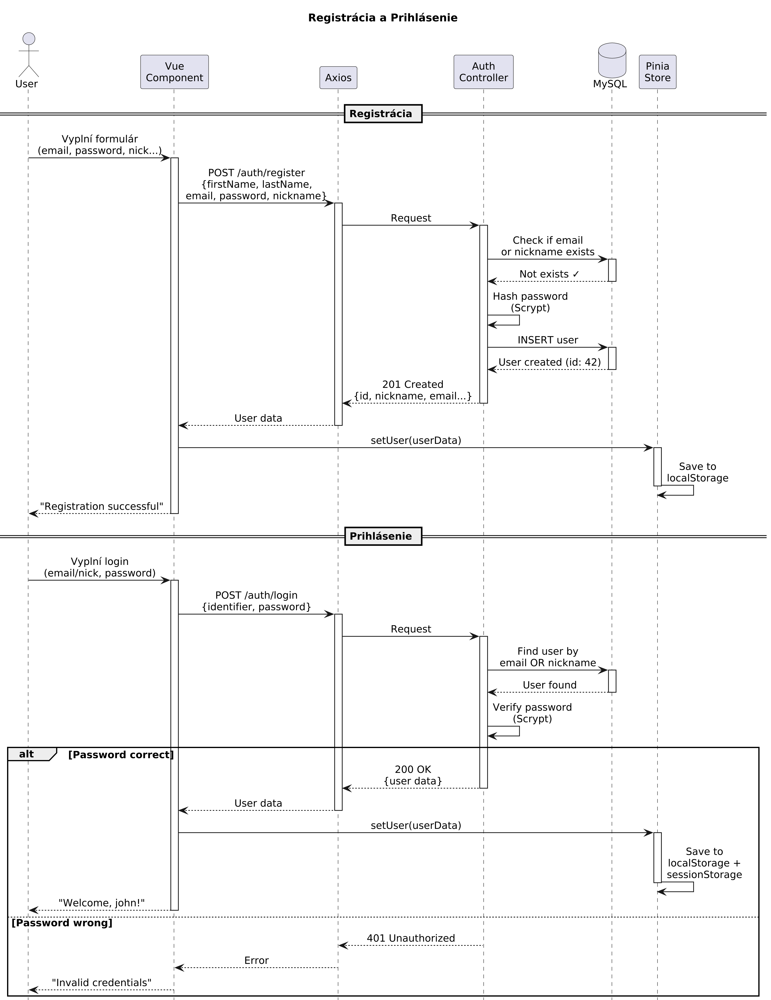 Registrácia a Prihlásenie
User
Vue
Component
Axios
Auth
Controller
MySQL
Pinia
Store
Registrácia
Vyplní formulár
(email, password, nick...)
POST /auth/register
{firstName, lastName,
email, password, nickname}
Request
Check if email
or nickname exists
Not exists ✓
Hash password
(Scrypt)
INSERT user
User created (id: 42)
201 Created
{id, nickname, email...}
User data
setUser(userData)
Save to
localStorage
"Registration successful"
Prihlásenie
Vyplní login
(email/nick, password)
POST /auth/login
{identifier, password}
Request
Find user by
email OR nickname
User found
Verify password
(Scrypt)
alt [Password correct]
200 OK
{user data}
User data
setUser(userData)
Save to
localStorage +
sessionStorage
"Welcome, john!"
[Password wrong]
401 Unauthorized
Error
"Invalid credentials"